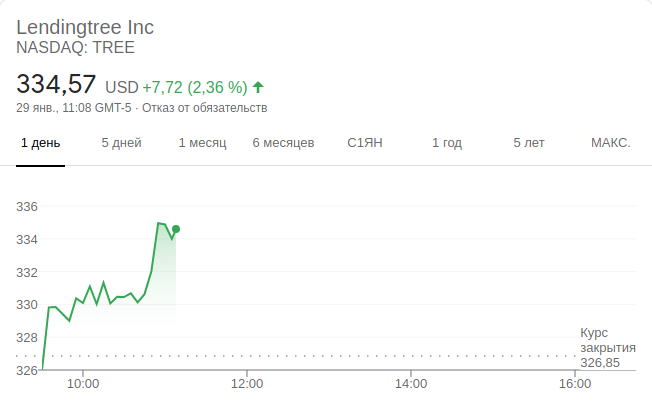 Lendingtree Inc
NASDAQ: TREE
334,57 USD +7,72 (2,36 %)
29 янв., 11:08 GMT-5 · Отказ от обязательств
1 день 5 дней 1 месяц 6 месяцев С1ЯН 1 год 5 лет МАКС.
336
334
332
330
328
Курс
закрытия
326,85
326
10:00 12:00 14:00 16:00